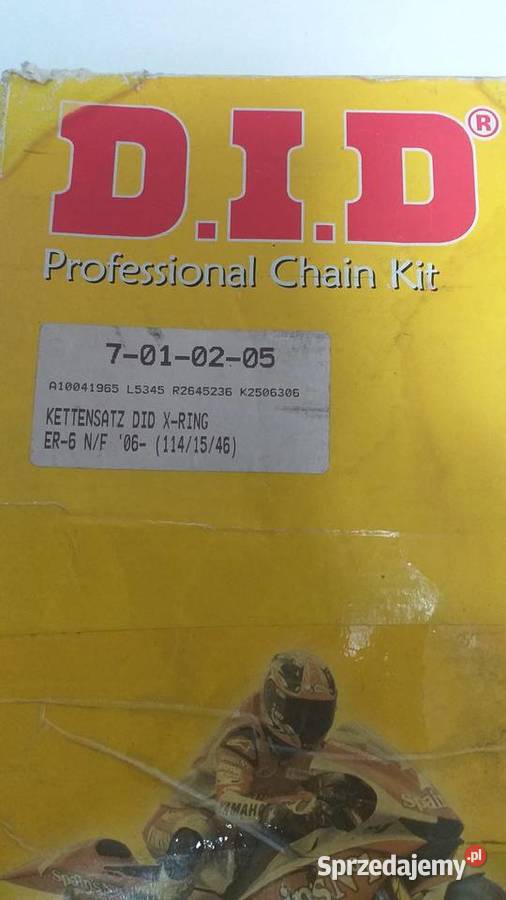 D.I.D®
Professional Chain Kit
7-01-02-05
A10041965 L5345 R2645236 K2506306
KETTENSATZ DID X-RING
ER-6 N/F '06- (114/15/46)
YAMAHA
Sprzedajemy.pl